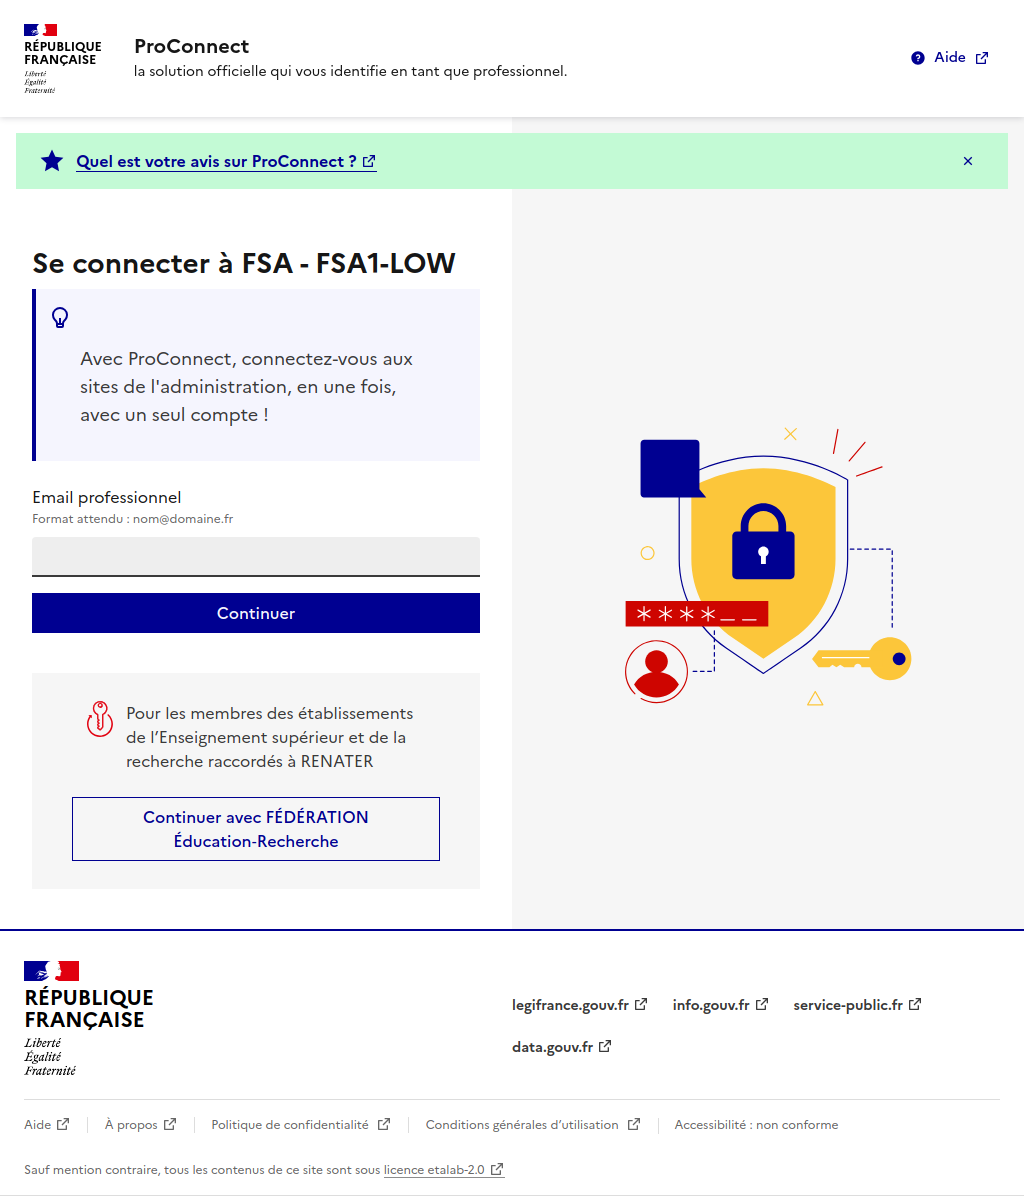 RÉPUBLIQUE
FRANÇAISE
Liberté
Égalité
Fraternité
ProConnect
la solution officielle qui vous identifie en tant que professionnel.
Aide
Quel est votre avis sur ProConnect ?
Se connecter à FSA - FSA1-LOW
Avec ProConnect, connectez-vous aux
sites de l'administration, en une fois,
avec un seul compte !
Email professionnel
Format attendu : nom@domaine.fr
Continuer
Pour les membres des établissements
de l’Enseignement supérieur et de la
recherche raccordés à RENATER
Continuer avec FÉDÉRATION
Éducation-Recherche
****__
RÉPUBLIQUE
FRANÇAISE
Liberté
Égalité
Fraternité
legifrance.gouv.fr info.gouv.fr service-public.fr
data.gouv.fr
Aide À propos Politique de confidentialité Conditions générales d’utilisation Accessibilité : non conforme
Sauf mention contraire, tous les contenus de ce site sont sous licence etalab-2.0